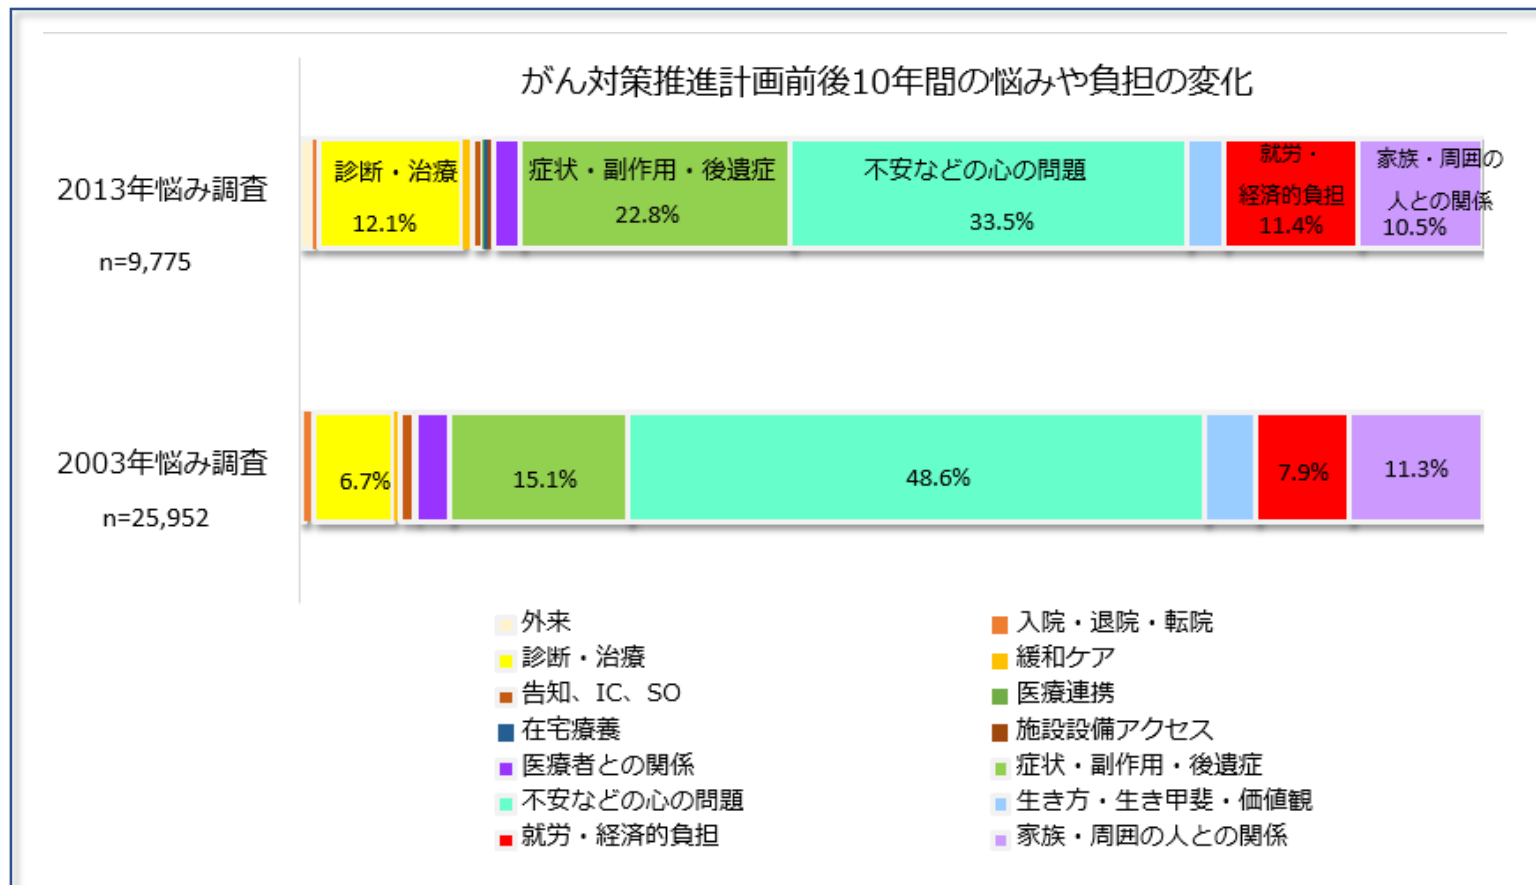 がん対策推進計画前後10年間の悩みや負担の変化
2013年悩み調査
n=9,775
診断・治療
12.1%
症状・副作用・後遺症
22.8%
不安などの心の問題
33.5%
就労・
経済的負担
11.4%
家族・周囲の
人との関係
10.5%
2003年悩み調査
n=25,952
6.7%
15.1%
48.6%
7.9%
11.3%
外来
入院・退院・転院
診断・治療
緩和ケア
告知、IC、SO
医療連携
在宅療養
施設設備アクセス
医療者との関係
症状・副作用・後遺症
不安などの心の問題
生き方・生き甲斐・価値観
就労・経済的負担
家族・周囲の人との関係